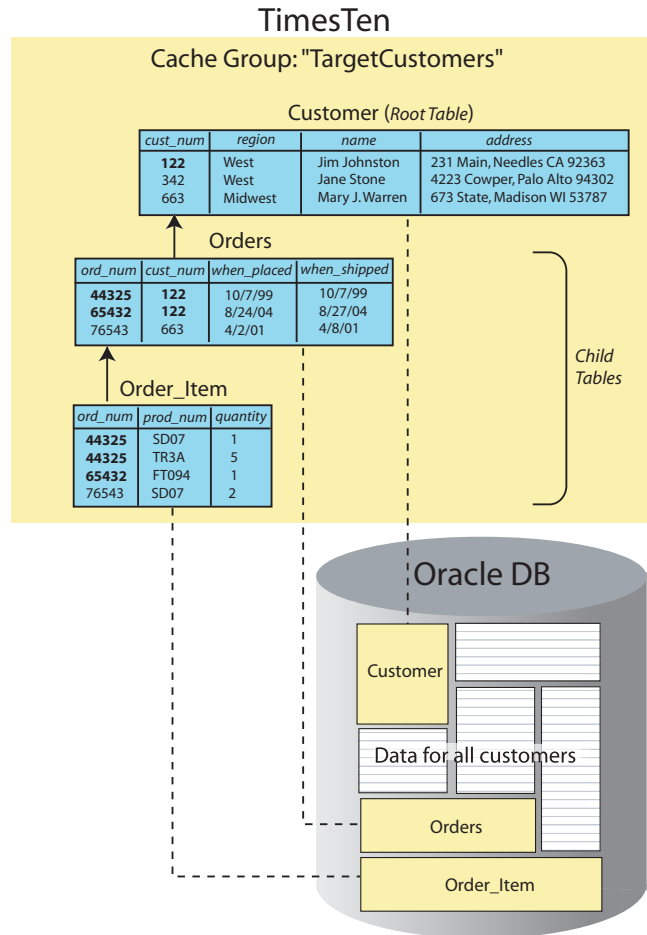 TimesTen
Cache Group: "TargetCustomers"
Customer (Root Table)
cust_num region name address
122 West Jim Johnston 231 Main, Needles CA 92363
342 West Jane Stone 4223 Cowper, Palo Alto 94302
663 Midwest Mary J. Warren 673 State, Madison WI 53787
Orders
ord_num cust_num when_placed when_shipped
44325 122 10/7/99 10/7/99
65432 122 8/24/04 8/27/04
76543 663 4/2/01 4/8/01
Child
Tables
Order_Item
ord_num prod_num quantity
44325 SD07 1
44325 TR3A 5
65432 FT094 1
76543 SD07 2
Oracle DB
Customer
Data for all customers
Orders
Order_Item